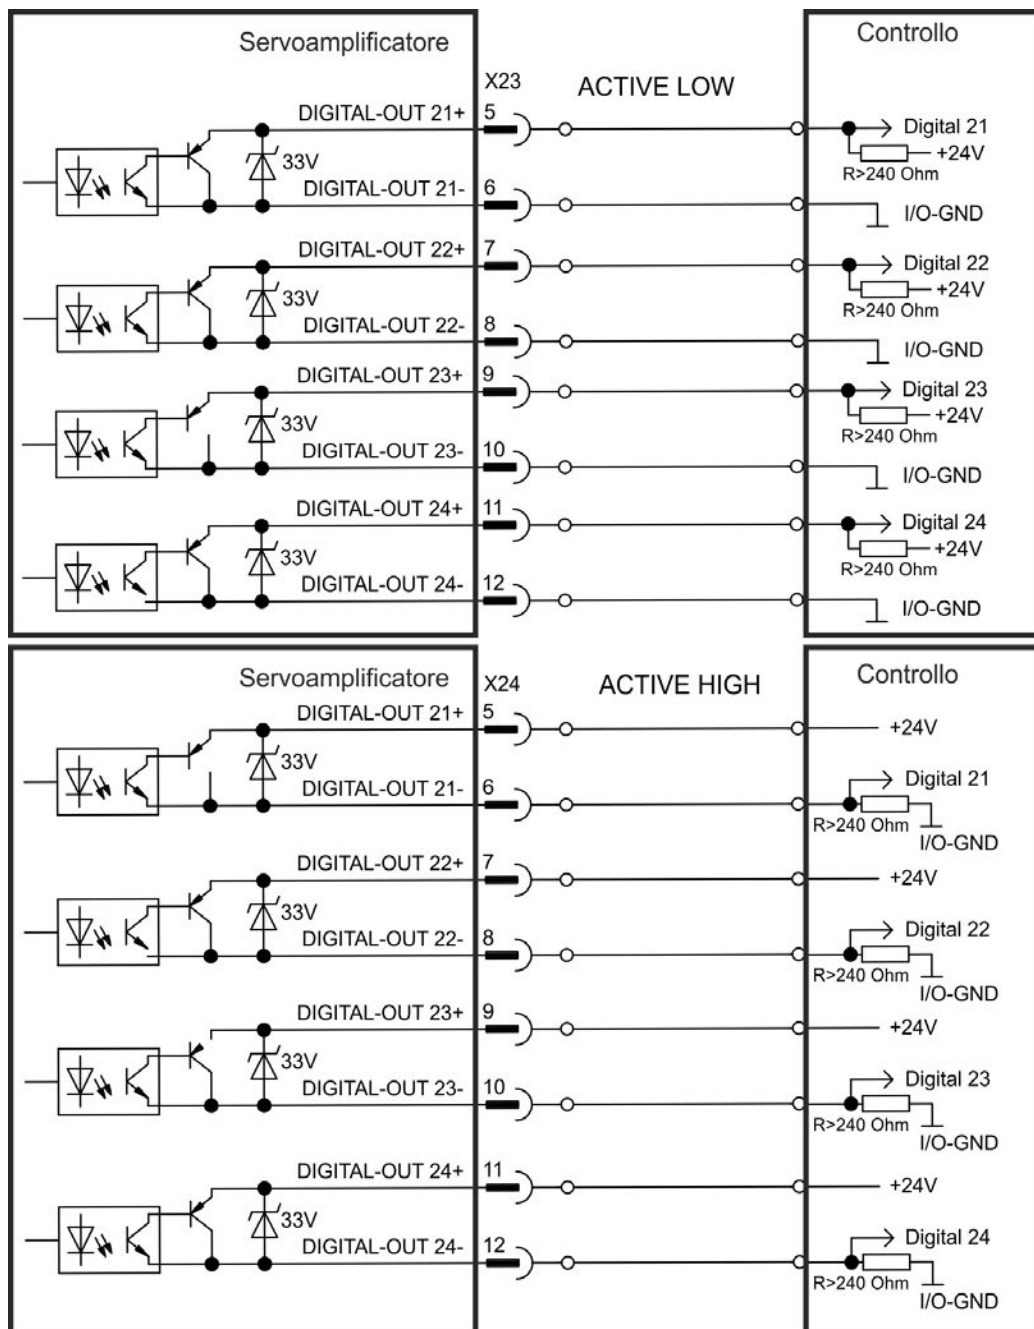 Servoamplificatore
Controllo
X23
ACTIVE LOW
DIGITAL-OUT 21+
5
Digital 21
33V
+24V
R>240 Ohm
DIGITAL-OUT 21-
6
I/O-GND
DIGITAL-OUT 22+
7
Digital 22
33V
+24V
R>240 Ohm
DIGITAL-OUT 22-
8
I/O-GND
DIGITAL-OUT 23+
9
Digital 23
33V
+24V
R>240 Ohm
DIGITAL-OUT 23-
10
I/O-GND
DIGITAL-OUT 24+
11
Digital 24
33V
+24V
R>240 Ohm
DIGITAL-OUT 24-
12
I/O-GND
Servoamplificatore
Controllo
X24
ACTIVE HIGH
DIGITAL-OUT 21+
5
+24V
33V
Digital 21
DIGITAL-OUT 21-
6
R>240 Ohm
I/O-GND
DIGITAL-OUT 22+
7
+24V
33V
Digital 22
DIGITAL-OUT 22-
8
R>240 Ohm
I/O-GND
DIGITAL-OUT 23+
9
+24V
33V
Digital 23
DIGITAL-OUT 23-
10
R>240 Ohm
I/O-GND
DIGITAL-OUT 24+
11
+24V
33V
Digital 24
DIGITAL-OUT 24-
12
R>240 Ohm
I/O-GND